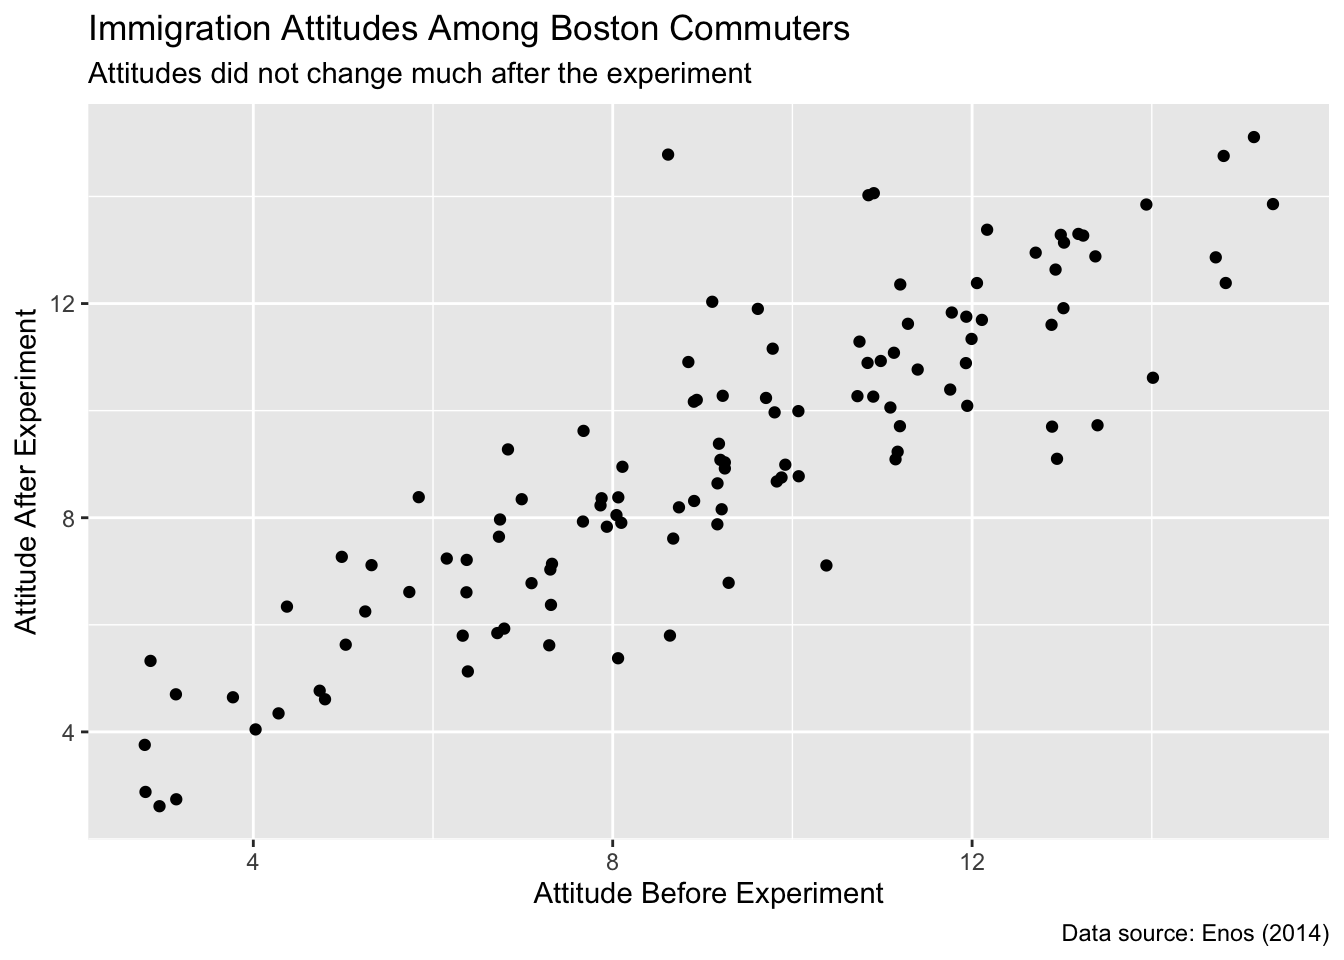 Immigration Attitudes Among Boston Commuters
Attitudes did not change much after the experiment
Attitude After Experiment
12
8
4
4 8 12
Attitude Before Experiment
Data source: Enos (2014)